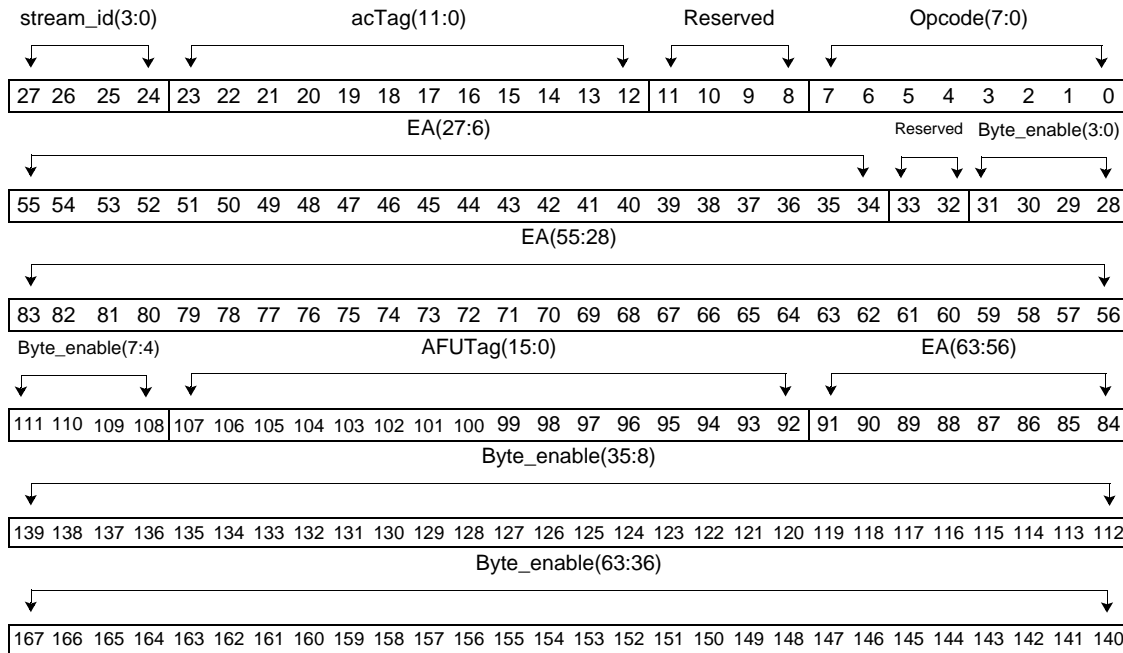 stream_id(3:0) acTag(11:0) Reserved Opcode(7:0)
27 26 25 24 23 22 21 20 19 18 17 16 15 14 13 12 11 10 9 8 7 6 5 4 3 2 1 0
EA(27:6) Reserved Byte_enable(3:0)
55 54 53 52 51 50 49 48 47 46 45 44 43 42 41 40 39 38 37 36 35 34 33 32 31 30 29 28
EA(55:28)
83 82 81 80 79 78 77 76 75 74 73 72 71 70 69 68 67 66 65 64 63 62 61 60 59 58 57 56
Byte_enable(7:4) AFUTag(15:0) EA(63:56)
111 110 109 108 107 106 105 104 103 102 101 100 99 98 97 96 95 94 93 92 91 90 89 88 87 86 85 84
Byte_enable(35:8)
139 138 137 136 135 134 133 132 131 130 129 128 127 126 125 124 123 122 121 120 119 118 117 116 115 114 113 112
Byte_enable(63:36)
167 166 165 164 163 162 161 160 159 158 157 156 155 154 153 152 151 150 149 148 147 146 145 144 143 142 141 140